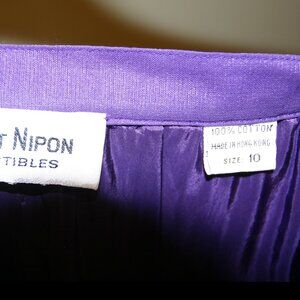 T NIPON
TIBLES
100% COTTON
MADE IN HONG KONG
SIZE: 10